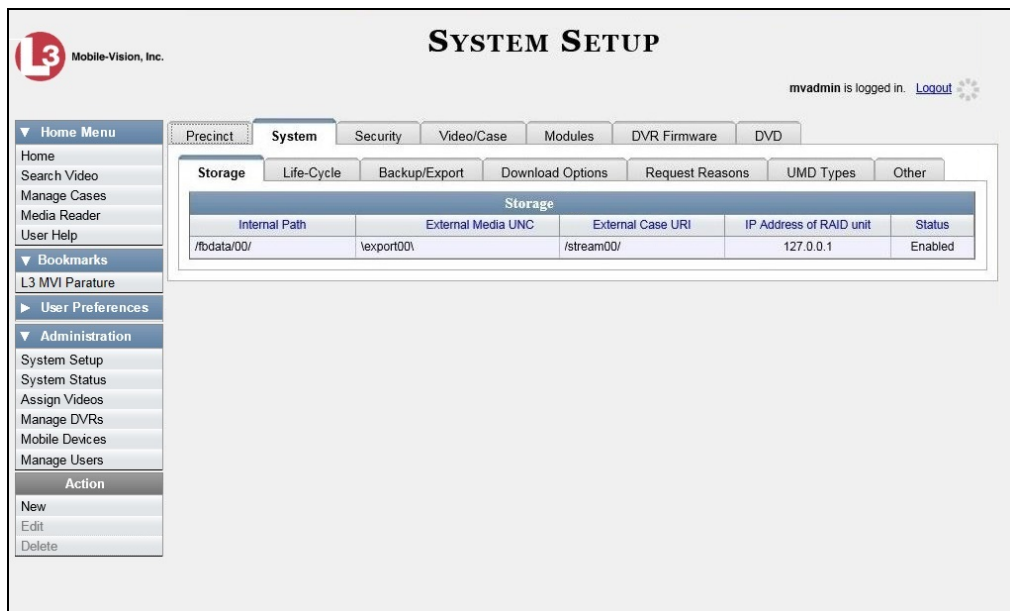 L3 Mobile-Vision, Inc.
SYSTEM SETUP
mvadmin is logged in. Logout
▼ Home Menu
Home
Search Video
Manage Cases
Media Reader
User Help
▼ Bookmarks
L3 MVI Parature
► User Preferences
▼ Administration
System Setup
System Status
Assign Videos
Manage DVRs
Mobile Devices
Manage Users
Action
New
Edit
Delete
Precinct System Security Video/Case Modules DVR Firmware DVD
Storage Life-Cycle Backup/Export Download Options Request Reasons UMD Types Other
Storage
Internal Path External Media UNC External Case URI IP Address of RAID unit Status
/fbdata/00/ \export00\ /stream00/ 127.0.0.1 Enabled